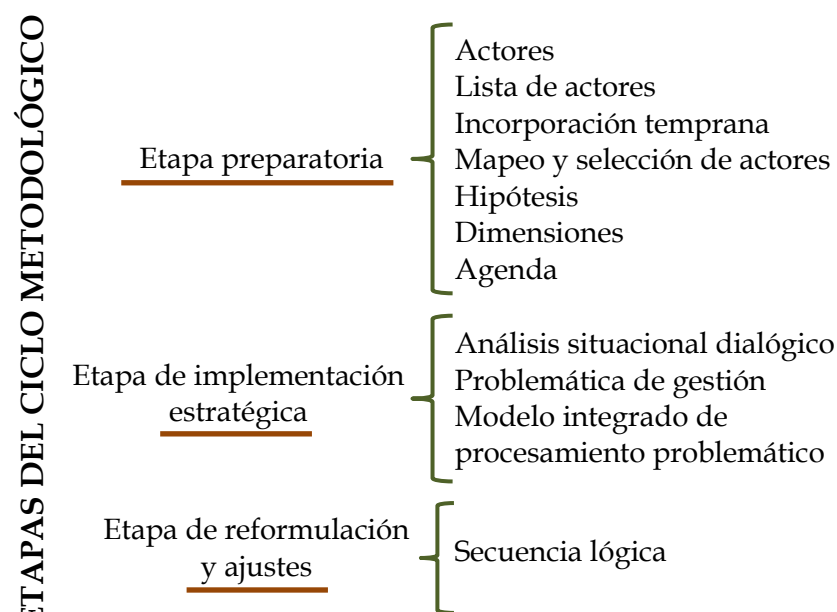 ETAPAS DEL CICLO METODOLÓGICO
Etapa preparatoria
Actores
Lista de actores
Incorporación temprana
Mapeo y selección de actores
Hipótesis
Dimensiones
Agenda
Etapa de implementación
estratégica
Análisis situacional dialógico
Problemática de gestión
Modelo integrado de
procesamiento problemático
Etapa de reformulación
y ajustes
Secuencia lógica